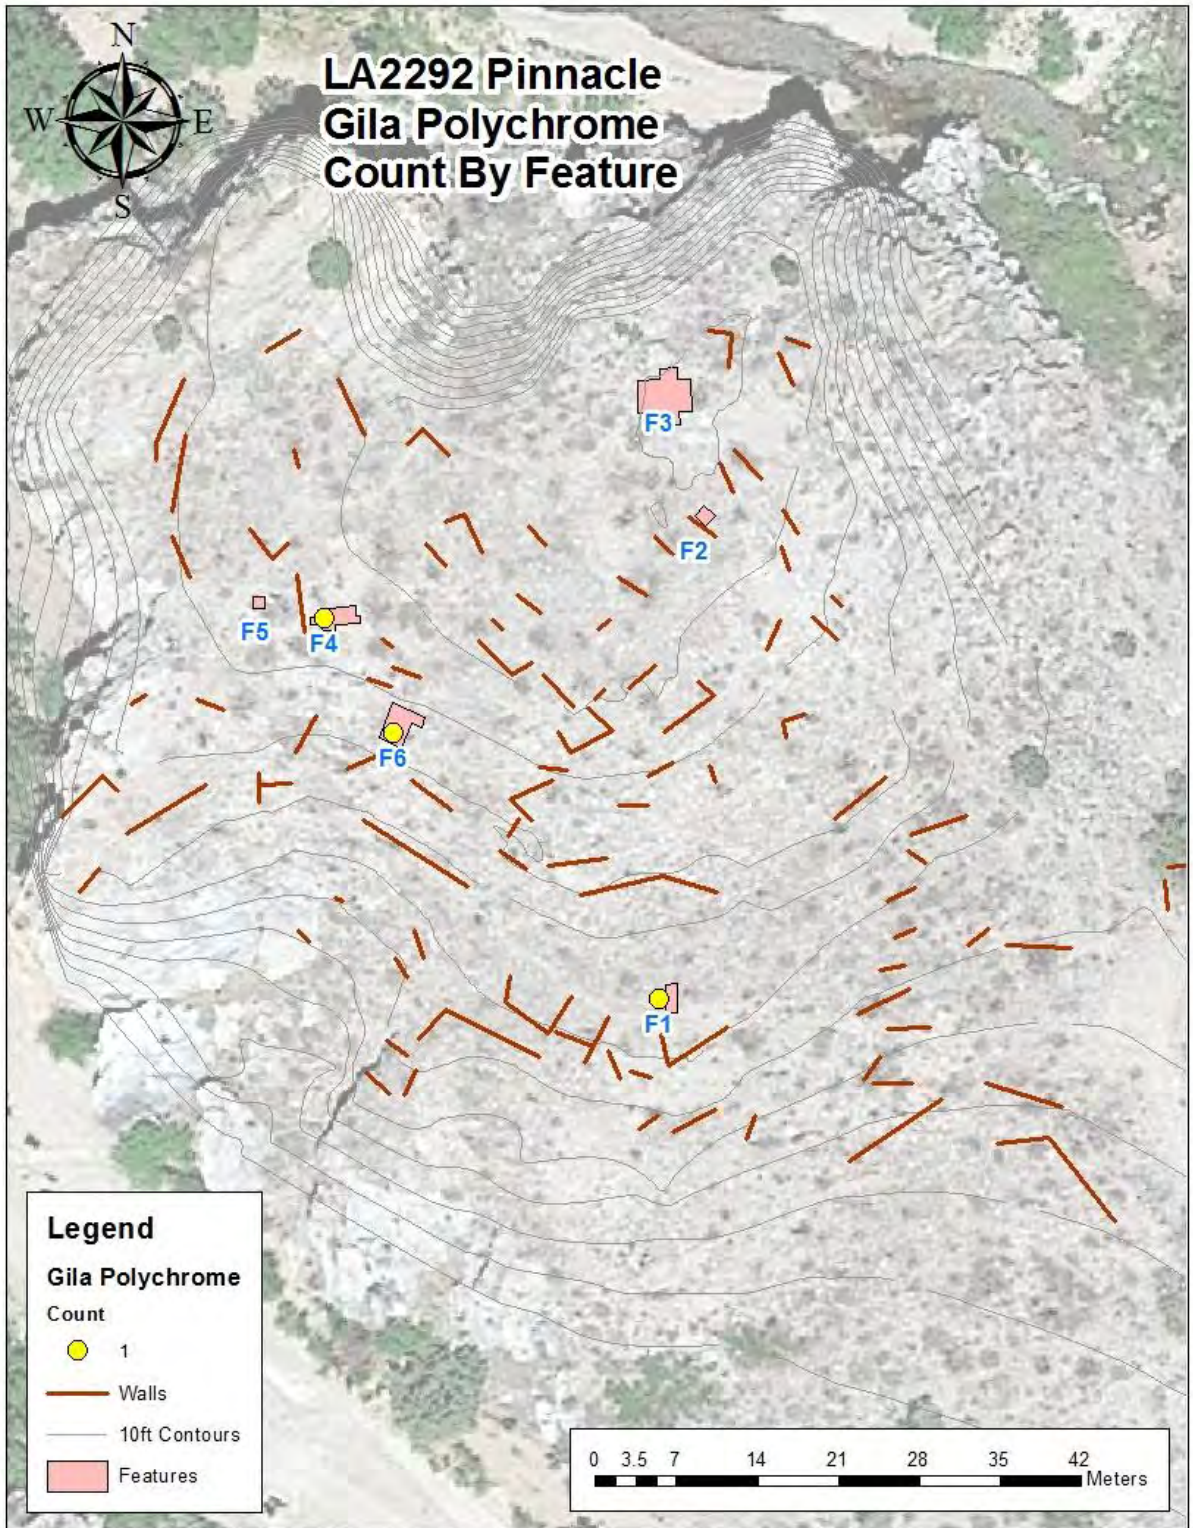 N
W
E
S
LA2292 Pinnacle
Gila Polychrome
Count By Feature
F3
F2
F5
F4
F6
F1
Legend
Gila Polychrome
Count
1
Walls
10ft Contours
Features
0 3.5 7 14 21 28 35 42
Meters